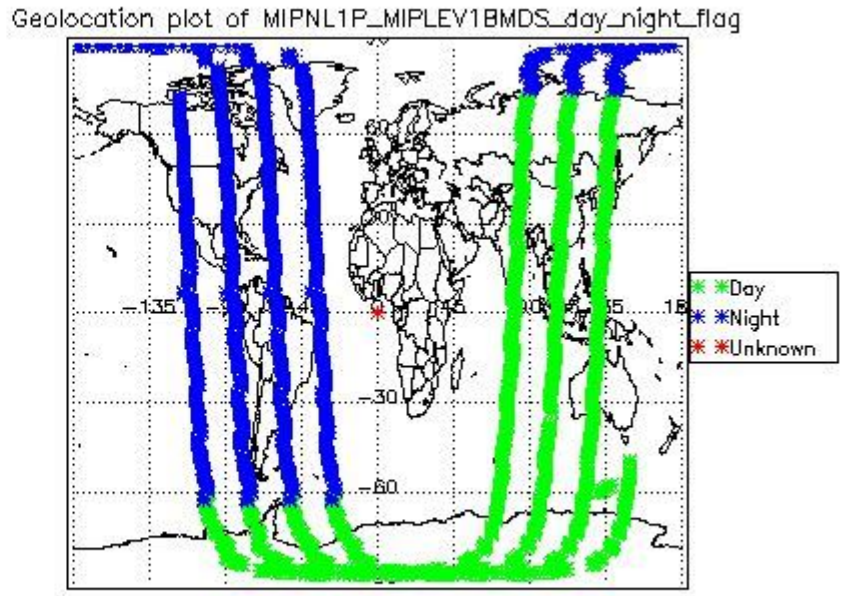 Geolocation plot of MIPNL1P_MIPLEV1BMDS_day_night_flag
-135
-30
-60
Day
Night
Unknown